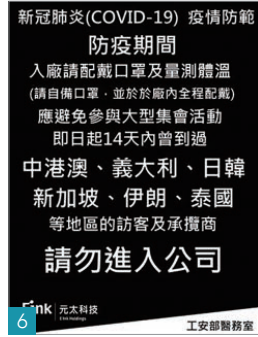 新冠肺炎(COVID-19) 疫情防範
防疫期間
入廠請配戴口罩及量測體溫
(請自備口罩，並於於廠內全程配戴)
應避免參與大型集會活動
即日起14天內曾到過
中港澳、義大利、日韓
新加坡、伊朗、泰國
等地區的訪客及承攬商
請勿進入公司
E Ink 元太科技
E Ink Holdings
6
工安部醫務室